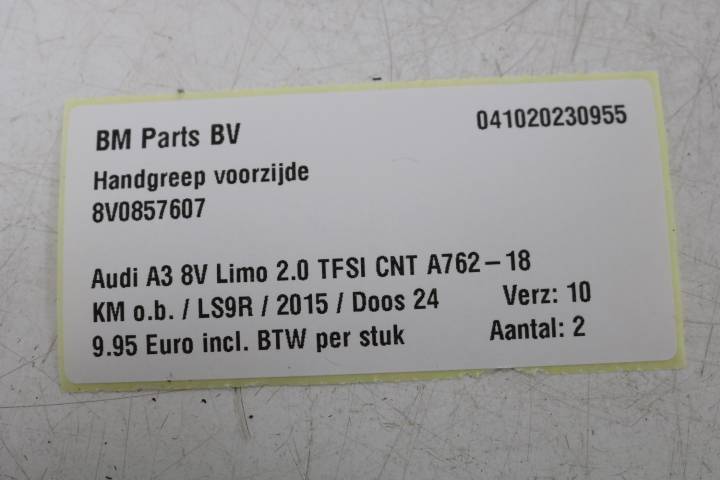 BM Parts BV 041020230955
Handgreep voorzijde
8V0857607
Audi A3 8V Limo 2.0 TFSI CNT A762-18
KM o.b. / LS9R / 2015 / Doos 24 Verz: 10
9.95 Euro incl. BTW per stuk Aantal: 2